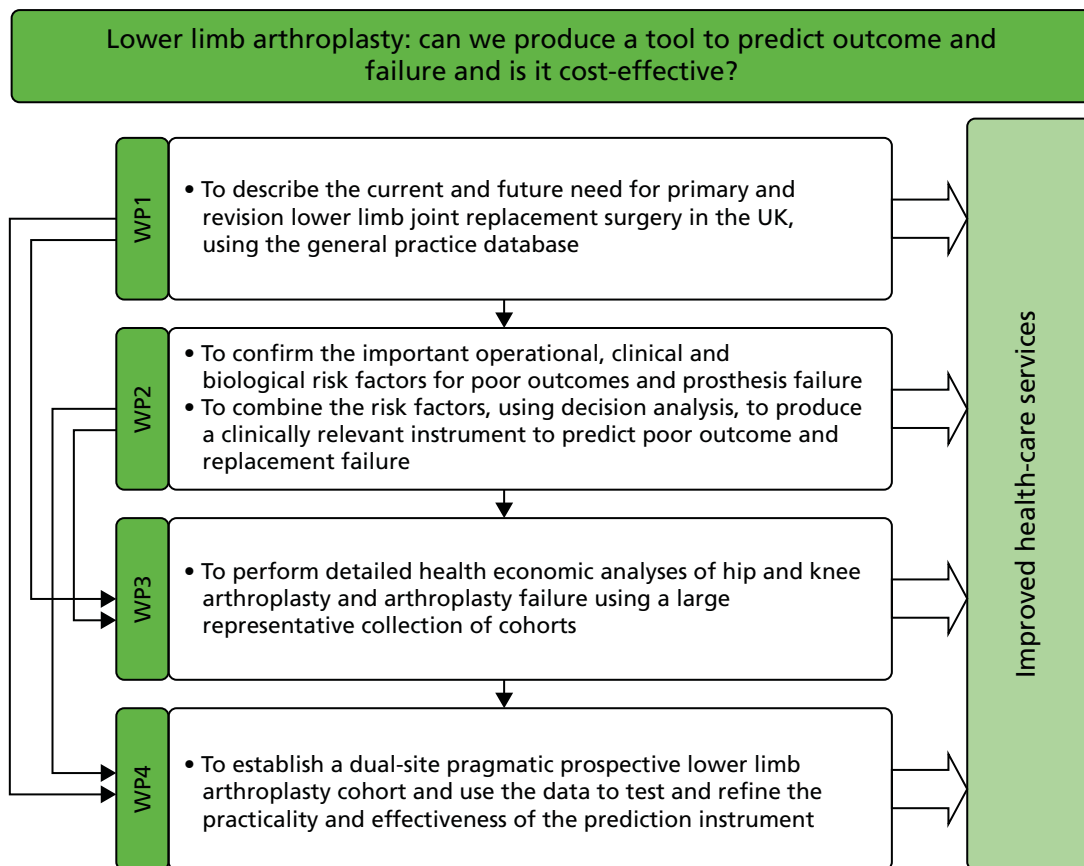 Lower limb arthroplasty: can we produce a tool to predict outcome and
failure and is it cost-effective?
WP1
• To describe the current and future need for primary and
revision lower limb joint replacement surgery in the UK,
using the general practice database
WP2
• To confirm the important operational, clinical and
biological risk factors for poor outcomes and prosthesis failure
• To combine the risk factors, using decision analysis, to produce
a clinically relevant instrument to predict poor outcome and
replacement failure
WP3
• To perform detailed health economic analyses of hip and knee
arthroplasty and arthroplasty failure using a large
representative collection of cohorts
WP4
• To establish a dual-site pragmatic prospective lower limb
arthroplasty cohort and use the data to test and refine the
practicality and effectiveness of the prediction instrument
Improved health-care services